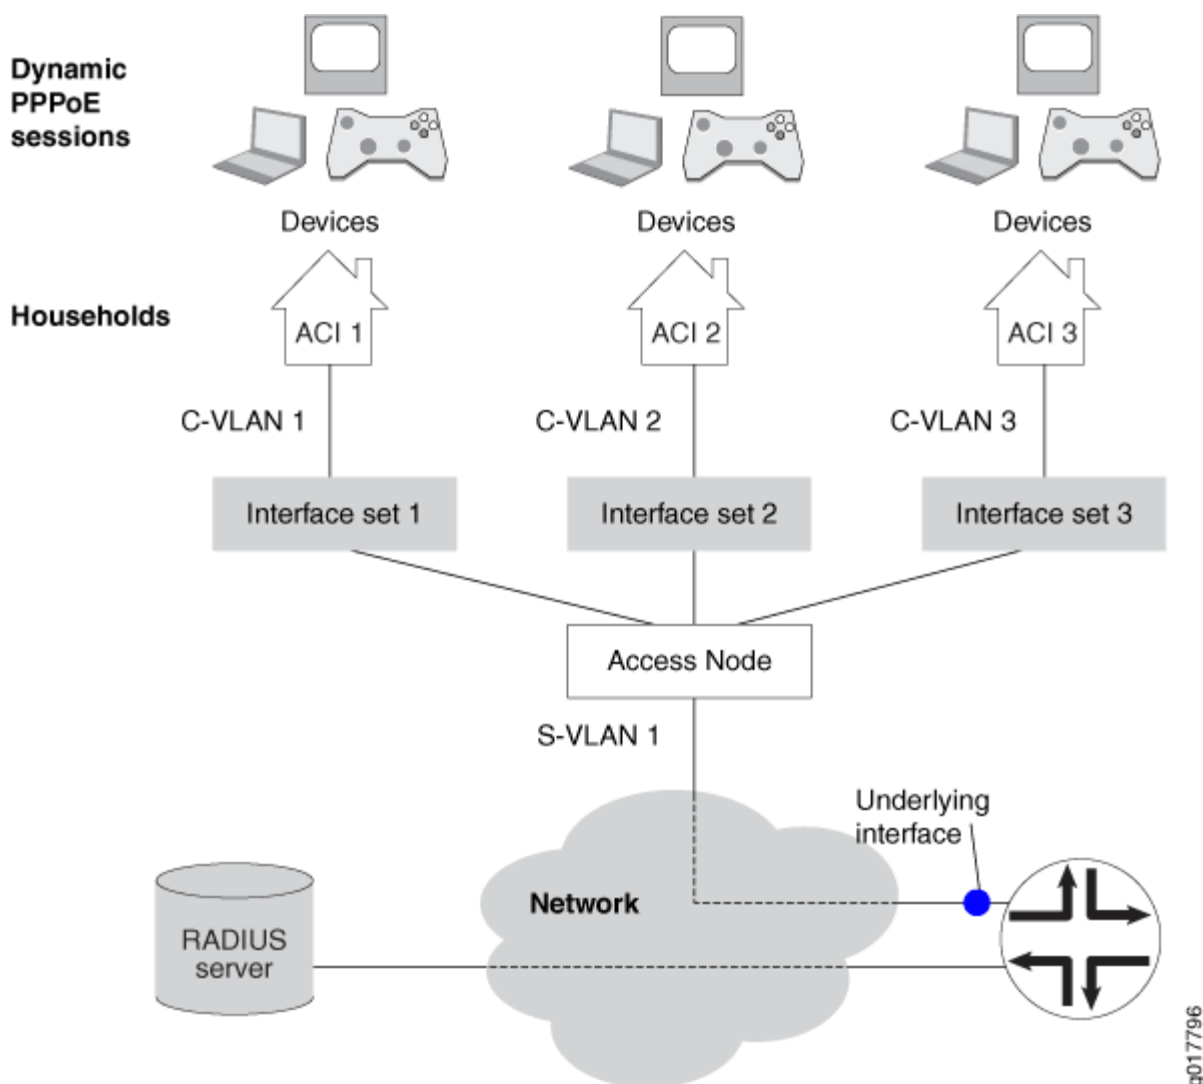 Dynamic
PPPoE
sessions
Devices
Devices
Devices
Households
ACI 1
ACI 2
ACI 3
C-VLAN 1
C-VLAN 2
C-VLAN 3
Interface set 1
Interface set 2
Interface set 3
Access Node
S-VLAN 1
Underlying
interface
Network
RADIUS
server
g017796